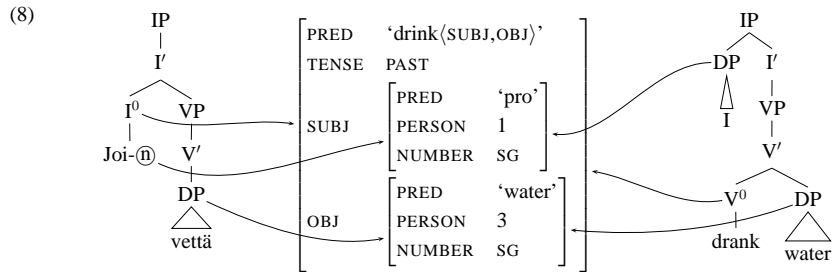 (8)
IP
I′
I⁰ VP
Joi-ⓝ V′
DP
vettä
PRED ‘drink⟨SUBJ,OBJ⟩’
TENSE PAST
SUBJ
PRED ‘pro’
PERSON 1
NUMBER SG
OBJ
PRED ‘water’
PERSON 3
NUMBER SG
IP
DP I′
I VP
V′
V⁰ DP
drank water